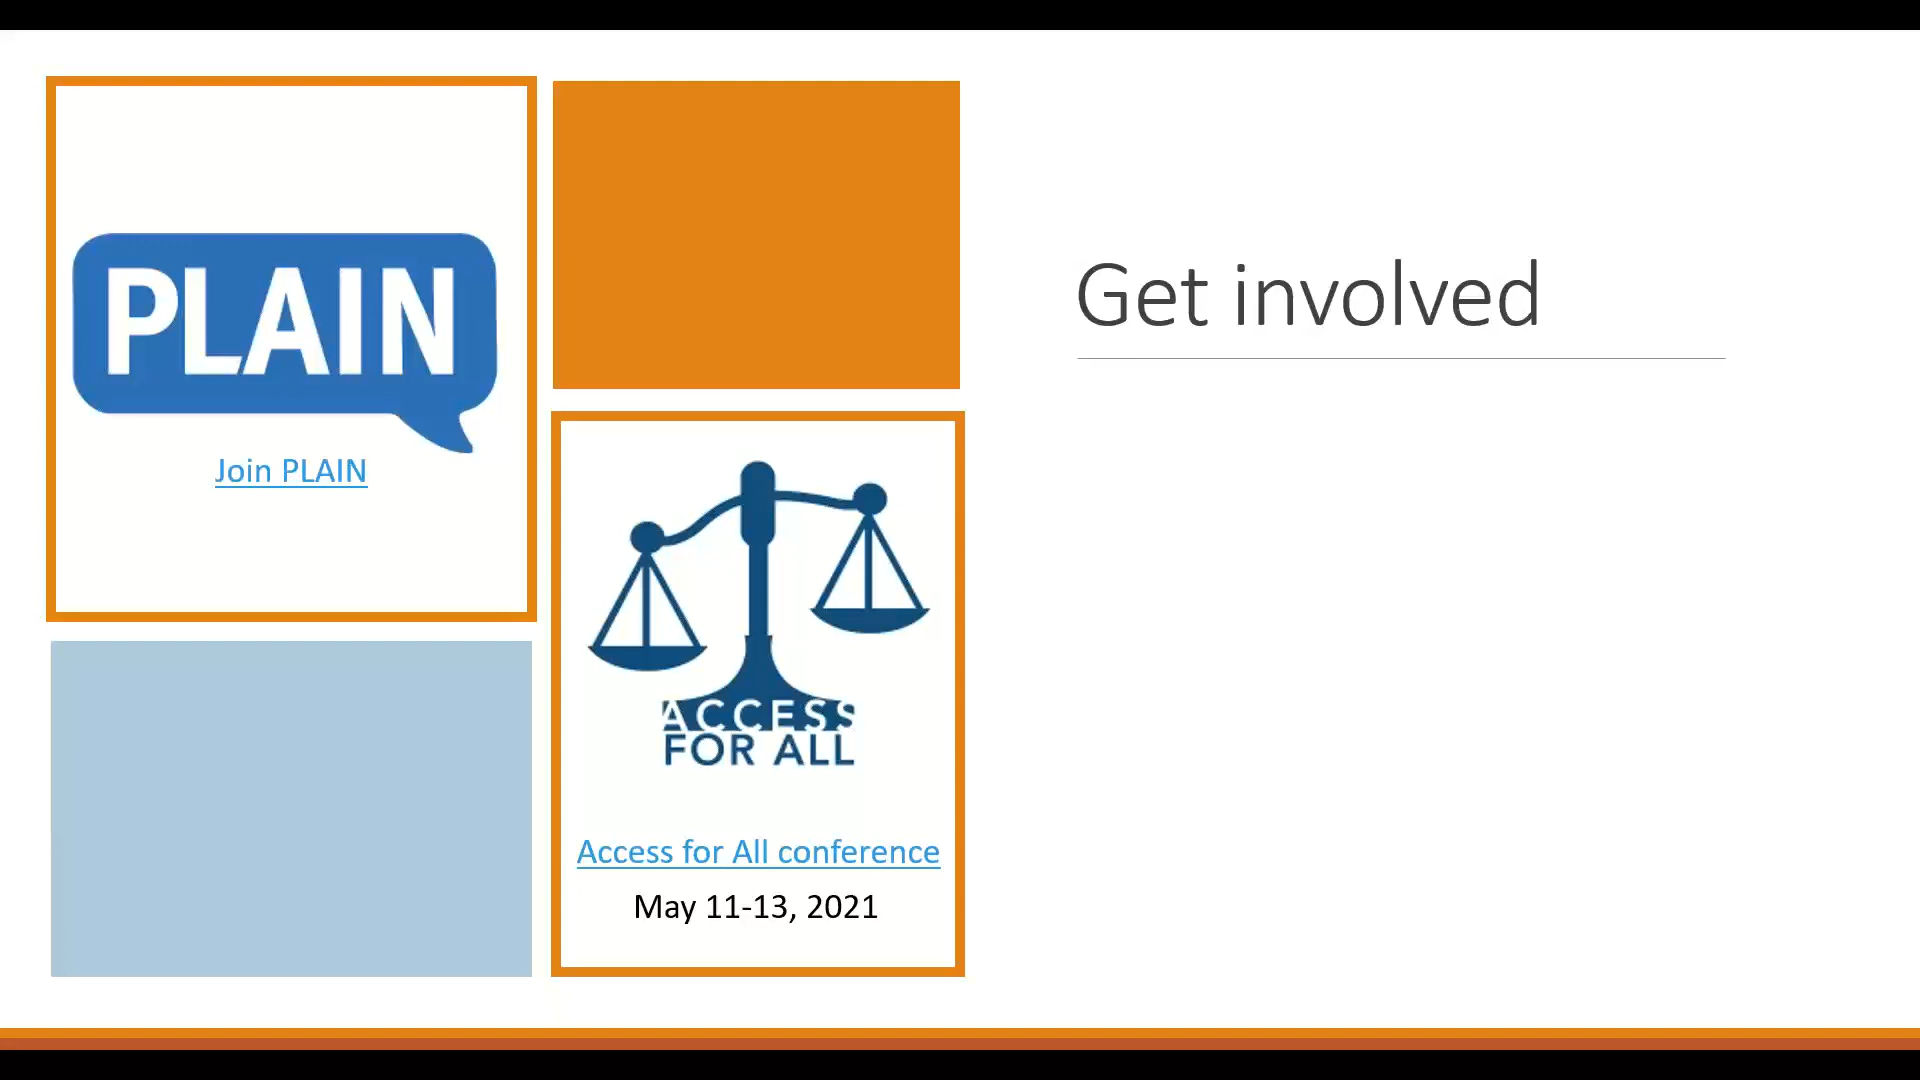 PLAIN
Join PLAIN
ACCESS
FOR ALL
Access for All conference
May 11-13, 2021
Get involved